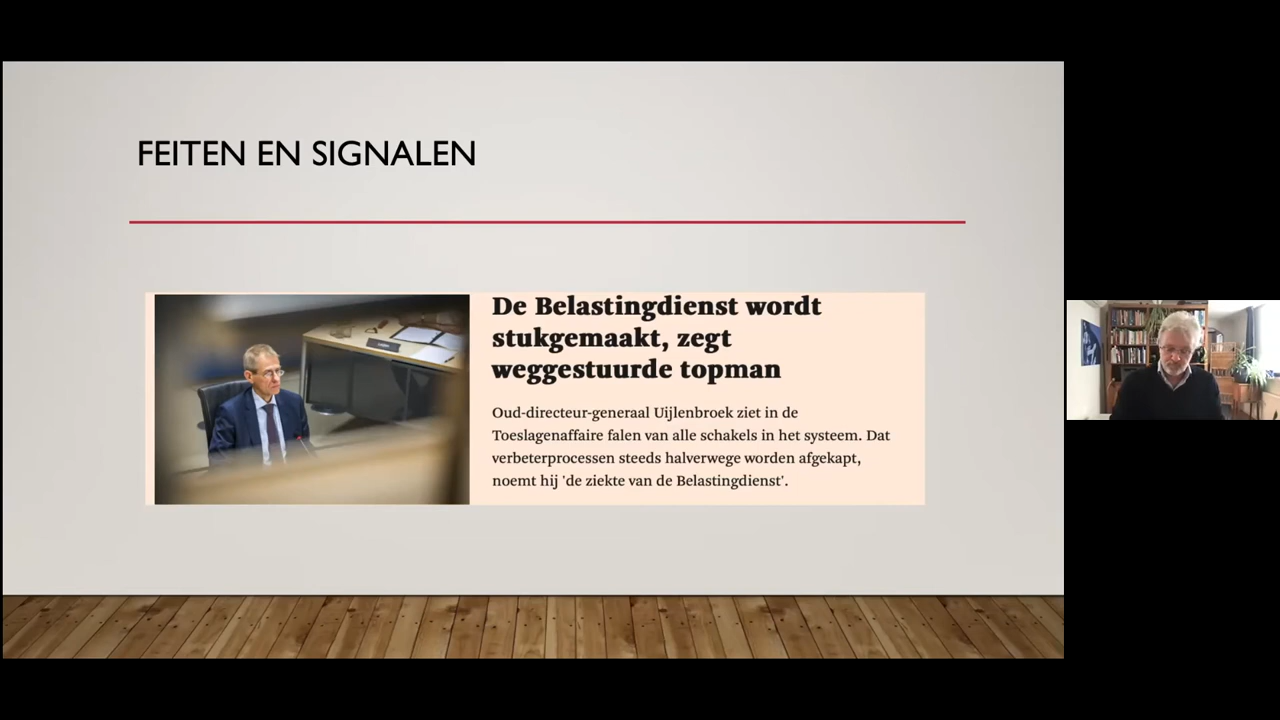 FEITEN EN SIGNALEN
De Belastingdienst wordt
stukgemaakt, zegt
weggestuurde topman
Oud-directeur-generaal Uijlenbroek ziet in de
Toeslagenaffaire falen van alle schakels in het systeem. Dat
verbeterprocessen steeds halverwege worden afgekapt,
noemt hij 'de ziekte van de Belastingdienst'.